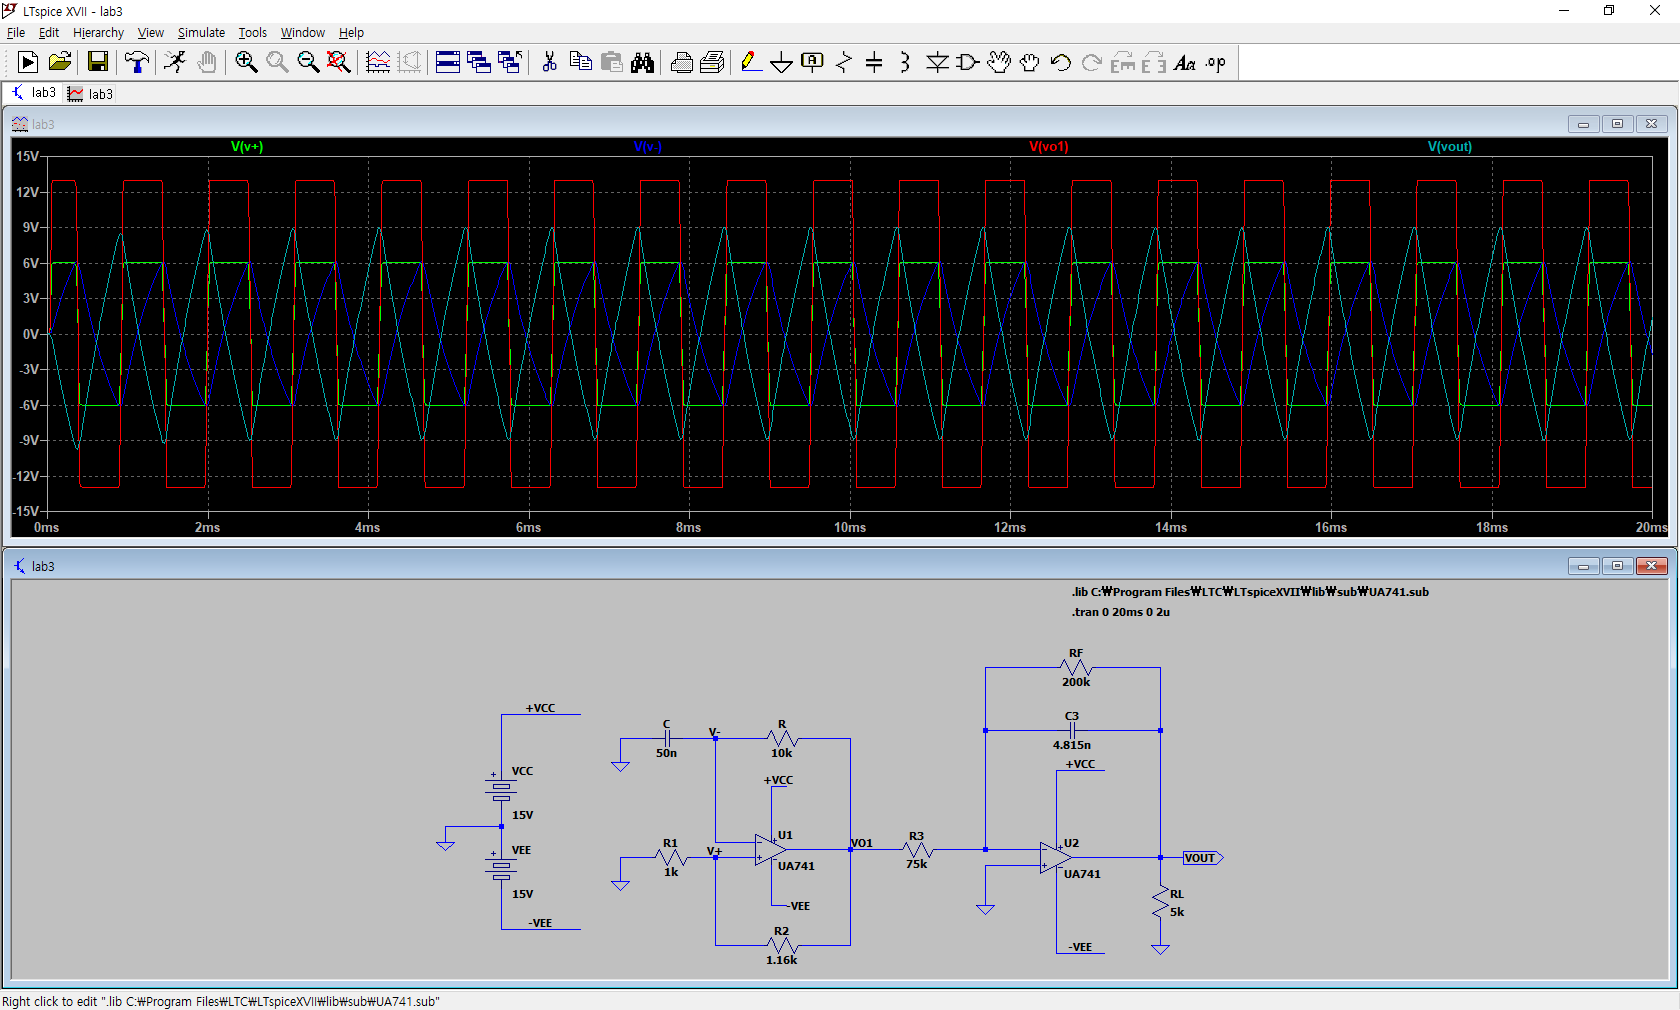 LTspice XVII - lab3
File Edit Hierarchy View Simulate Tools Window Help
A
Aa .op
lab3 lab3
lab3
V(v+) V(v-) V(vo1) V(vout)
15V
12V
9V
6V
3V
0V
-3V
-6V
-9V
-12V
-15V
0ms 2ms 4ms 6ms 8ms 10ms 12ms 14ms 16ms 18ms 20ms
lab3
.lib C:₩Program Files₩LTC₩LTspiceXVII₩lib₩sub₩UA741.sub
.tran 0 20ms 0 2u
RF
200k
C3
4.815n
+VCC
VCC
15V
VEE
15V
-VEE
C
50n
V-
R
10k
+VCC
U1
UA741
-VEE
R1
1k
V+
R2
1.16k
VO1
R3
75k
+VCC
U2
UA741
-VEE
VOUT
RL
5k
Right click to edit ".lib C:₩Program Files₩LTC₩LTspiceXVII₩lib₩sub₩UA741.sub"